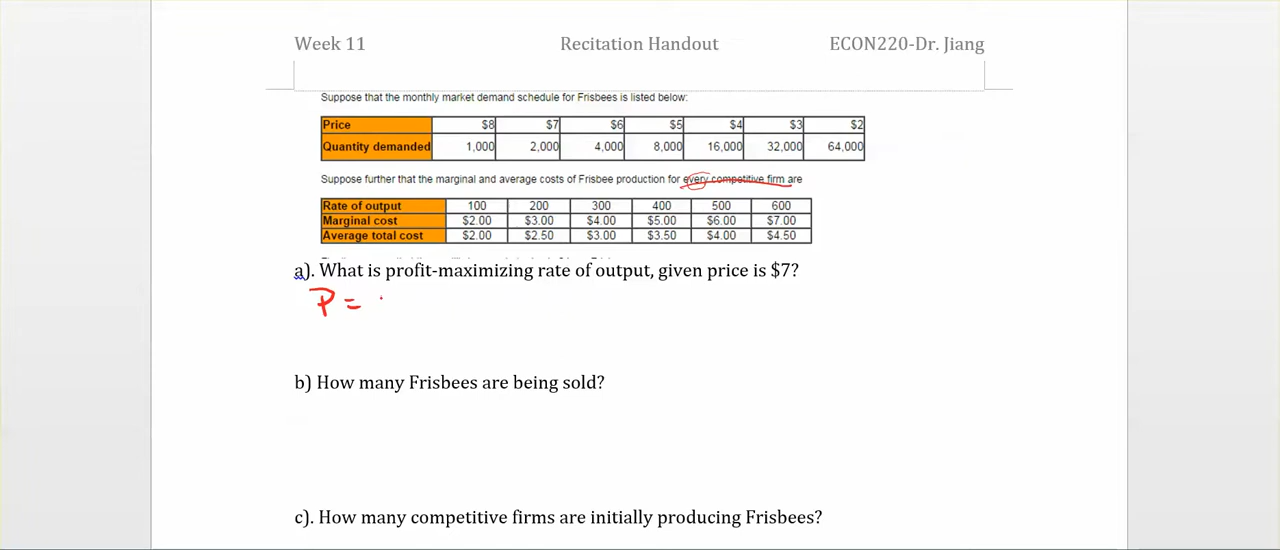 Week 11 Recitation Handout ECON220-Dr. Jiang
Suppose that the monthly market demand schedule for Frisbees is listed below:
Price $8 $7 $6 $5 $4 $3 $2
Quantity demanded 1,000 2,000 4,000 8,000 16,000 32,000 64,000
Suppose further that the marginal and average costs of Frisbee production for every competitive firm are
Rate of output 100 200 300 400 500 600
Marginal cost $2.00 $3.00 $4.00 $5.00 $6.00 $7.00
Average total cost $2.00 $2.50 $3.00 $3.50 $4.00 $4.50
a). What is profit-maximizing rate of output, given price is $7?
P =
b) How many Frisbees are being sold?
c). How many competitive firms are initially producing Frisbees?